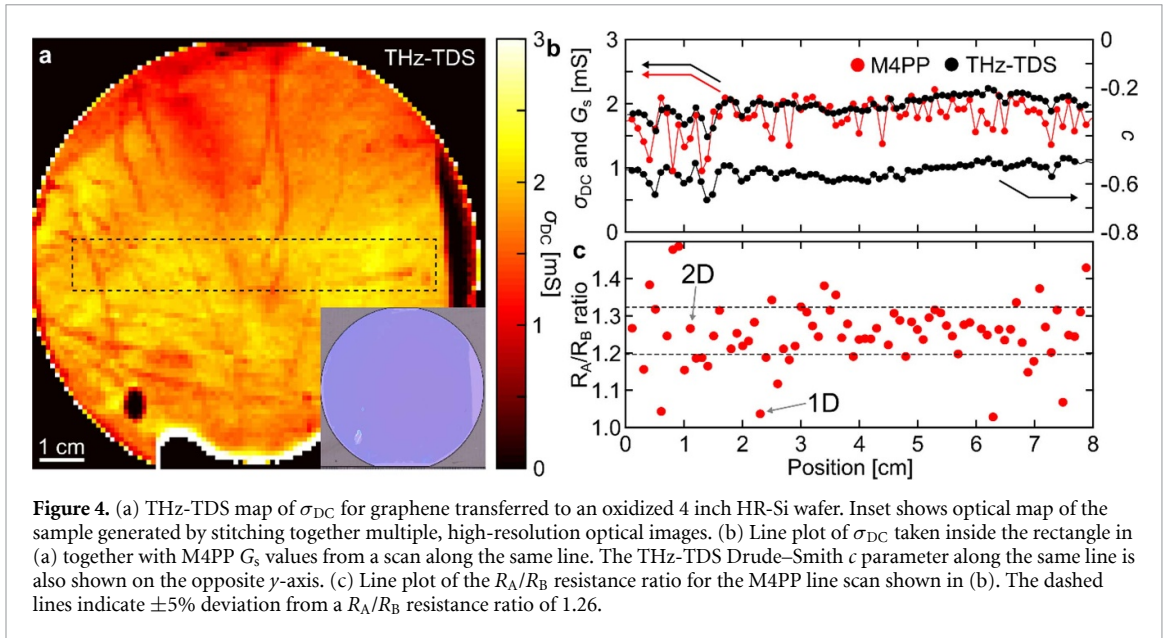 a
THz-TDS
1 cm
3
2
1
0
σDC [mS]
b
M4PP
THz-TDS
3
2
1
0
σDC and Gs [mS]
0
-0.2
-0.4
-0.6
-0.8
c
c
2D
1D
1.4
1.3
1.2
1.1
1.0
RA/RB ratio
0 1 2 3 4 5 6 7 8
Position [cm]
Figure 4. (a) THz-TDS map of σDC for graphene transferred to an oxidized 4 inch HR-Si wafer. Inset shows optical map of the
sample generated by stitching together multiple, high-resolution optical images. (b) Line plot of σDC taken inside the rectangle in
(a) together with M4PP Gs values from a scan along the same line. The THz-TDS Drude–Smith c parameter along the same line is
also shown on the opposite y-axis. (c) Line plot of the RA/RB resistance ratio for the M4PP line scan shown in (b). The dashed
lines indicate ±5% deviation from a RA/RB resistance ratio of 1.26.